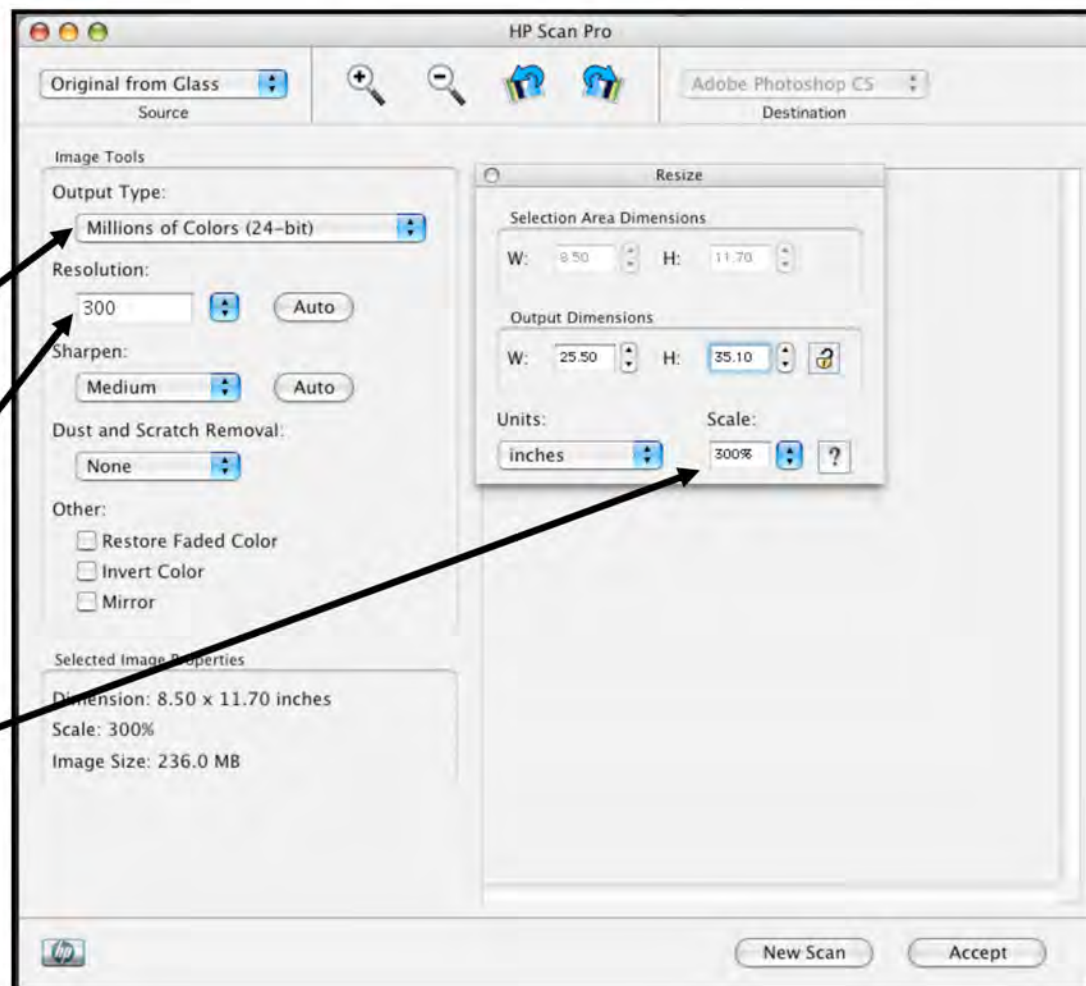 HP Scan Pro
Original from Glass
Source
Adobe Photoshop CS
Destination
Image Tools
Output Type:
Millions of Colors (24-bit)
Resolution:
300
Auto
Sharpen:
Medium
Auto
Dust and Scratch Removal:
None
Other:
Restore Faded Color
Invert Color
Mirror
Selected Image Properties
Dimension: 8.50 x 11.70 inches
Scale: 300%
Image Size: 236.0 MB
Resize
Selection Area Dimensions
W: 8.50 H: 11.70
Output Dimensions
W: 25.50 H: 35.10
Units: Scale:
inches 300% ?
hp
New Scan Accept